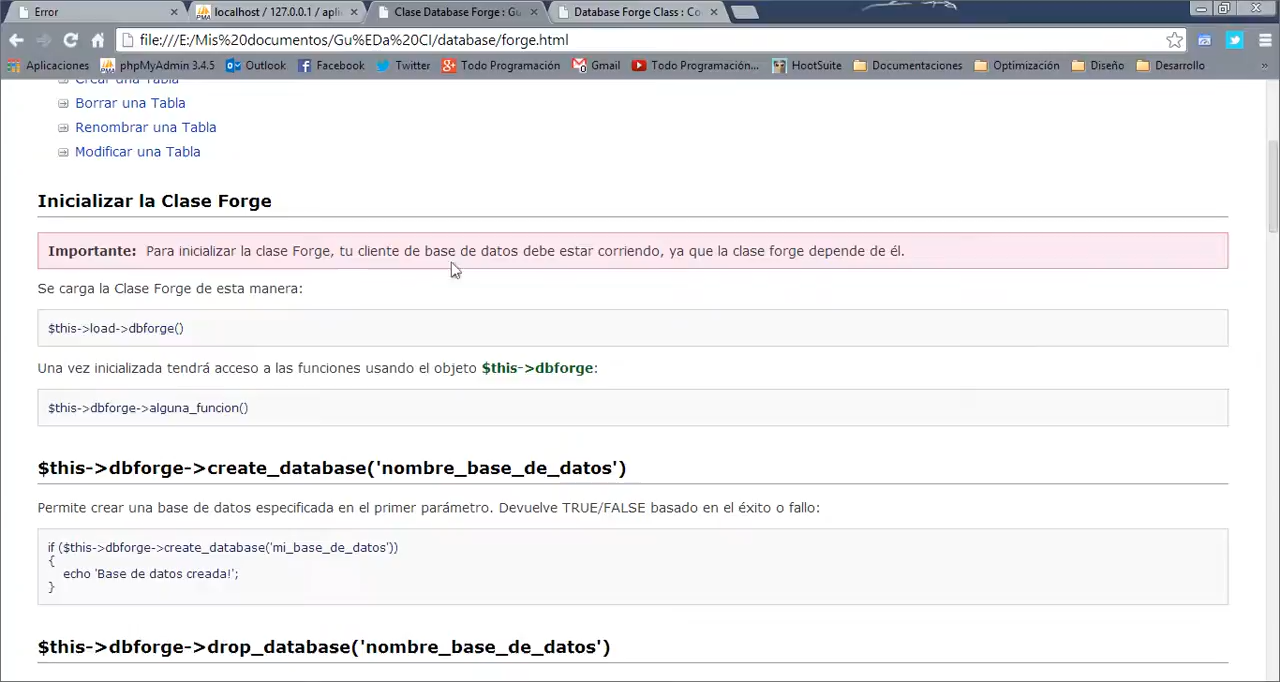 Error
localhost / 127.0.0.1 / apli
Clase Database Forge : Gu
Database Forge Class : Co
file:///E:/Mis%20documentos/Gu%EDa%20CI/database/forge.html
Aplicaciones
phpMyAdmin 3.4.5
Outlook
Facebook
Twitter
Todo Programación
Gmail
Todo Programación...
HootSuite
Documentaciones
Optimización
Diseño
Desarrollo
»
Crear una Tabla
Borrar una Tabla
Renombrar una Tabla
Modificar una Tabla
Inicializar la Clase Forge
Importante: Para inicializar la clase Forge, tu cliente de base de datos debe estar corriendo, ya que la clase forge depende de él.
Se carga la Clase Forge de esta manera:
$this->load->dbforge()
Una vez inicializada tendrá acceso a las funciones usando el objeto $this->dbforge:
$this->dbforge->alguna_funcion()
$this->dbforge->create_database('nombre_base_de_datos')
Permite crear una base de datos especificada en el primer parámetro. Devuelve TRUE/FALSE basado en el éxito o fallo:
if ($this->dbforge->create_database('mi_base_de_datos'))
{
echo 'Base de datos creada!';
}
$this->dbforge->drop_database('nombre_base_de_datos')